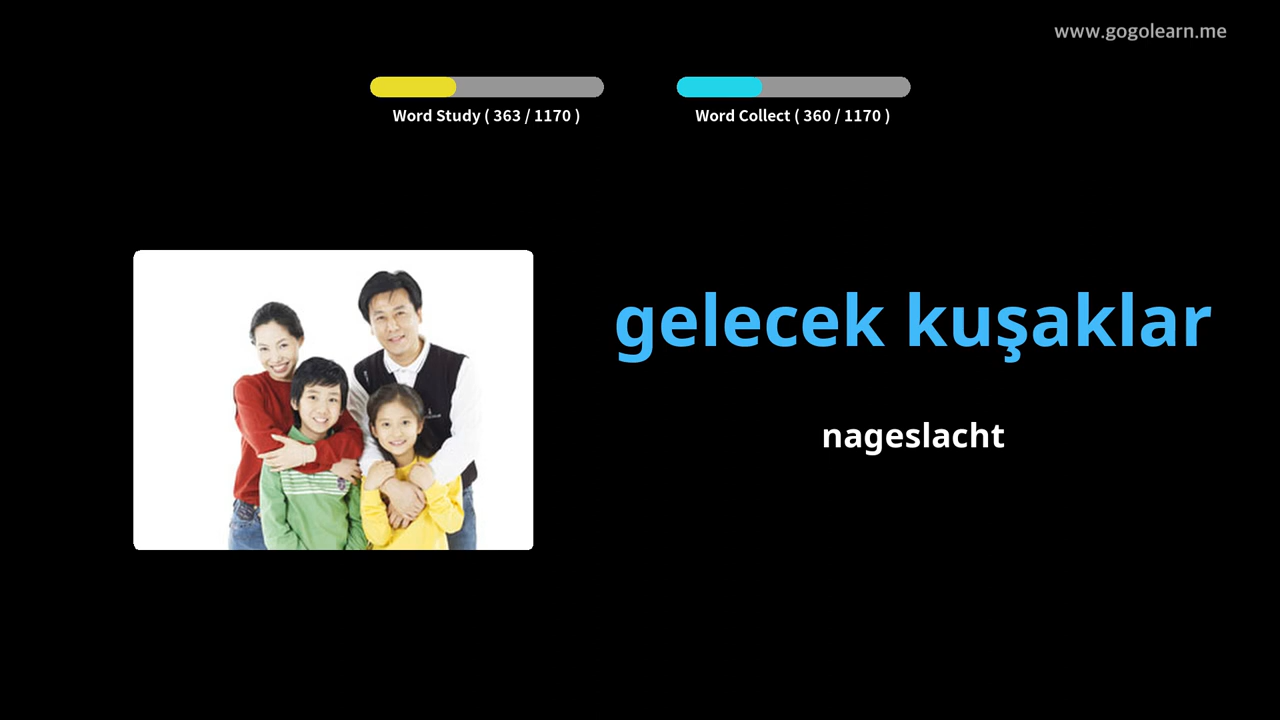 www.gogolearn.me
Word Study ( 363 / 1170 )
Word Collect ( 360 / 1170 )
gelecek kuşaklar
nageslacht